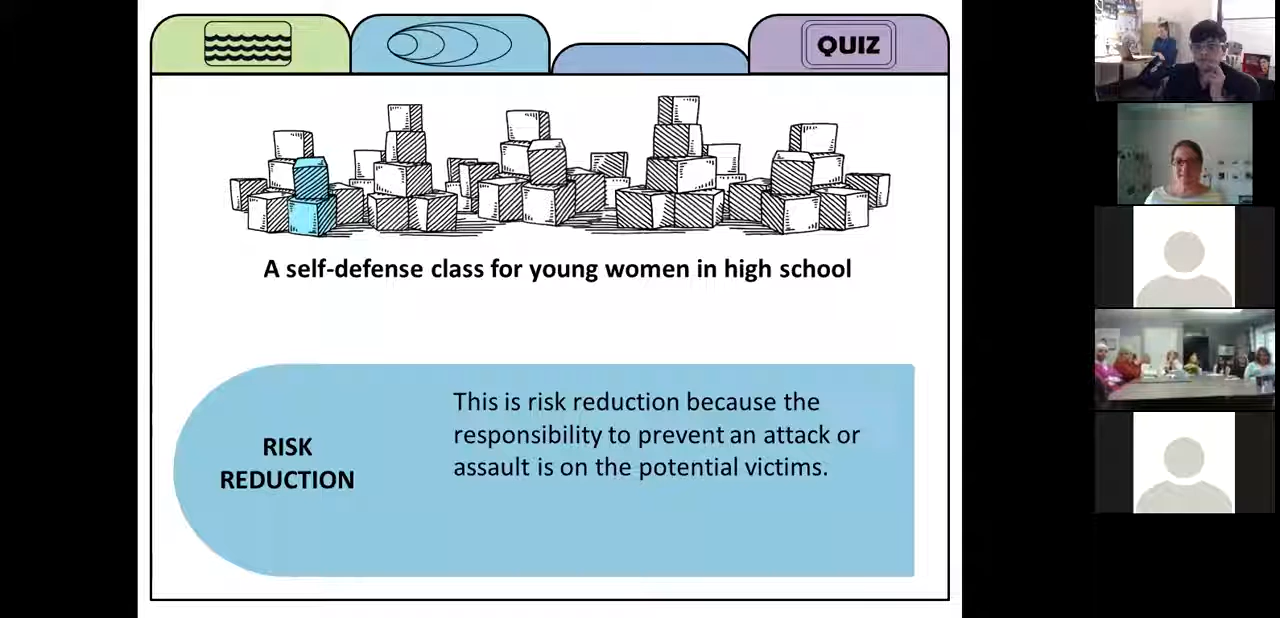 QUIZ
A self-defense class for young women in high school
RISK
REDUCTION
This is risk reduction because the
responsibility to prevent an attack or
assault is on the potential victims.